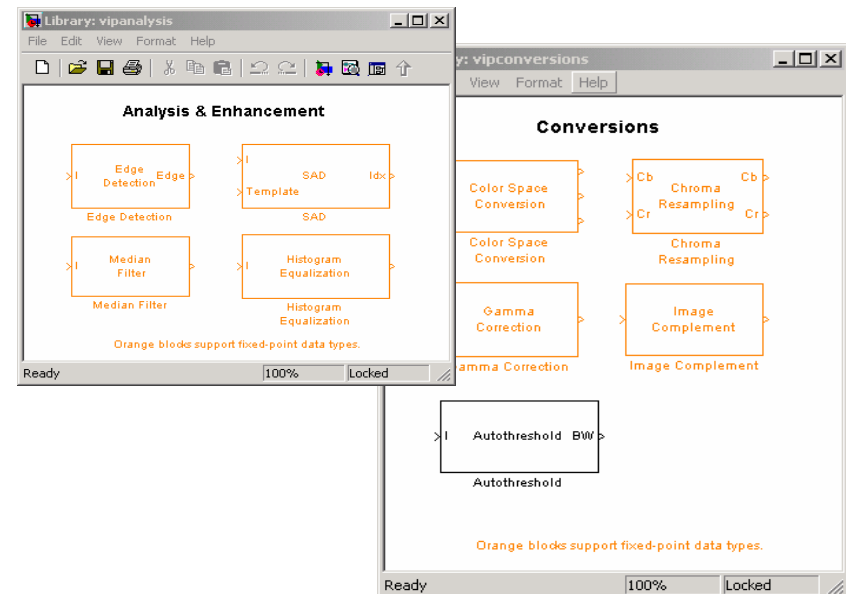 Library: vipanalysis
File Edit View Format Help
Analysis & Enhancement
I
Edge
Detection
Edge
Edge Detection
I
Template
SAD
Idx
SAD
I
Median
Filter
Median Filter
I
Histogram
Equalization
Histogram
Equalization
Orange blocks support fixed-point data types.
Ready 100% Locked
y: vipconversions
View Format Help
Conversions
Color Space
Conversion
Color Space
Conversion
Cb
Cr
Chroma
Resampling
Cb
Cr
Chroma
Resampling
Gamma
Correction
amma Correction
Image
Complement
Image Complement
I Autothreshold BW
Autothreshold
Orange blocks support fixed-point data types.
Ready 100% Locked